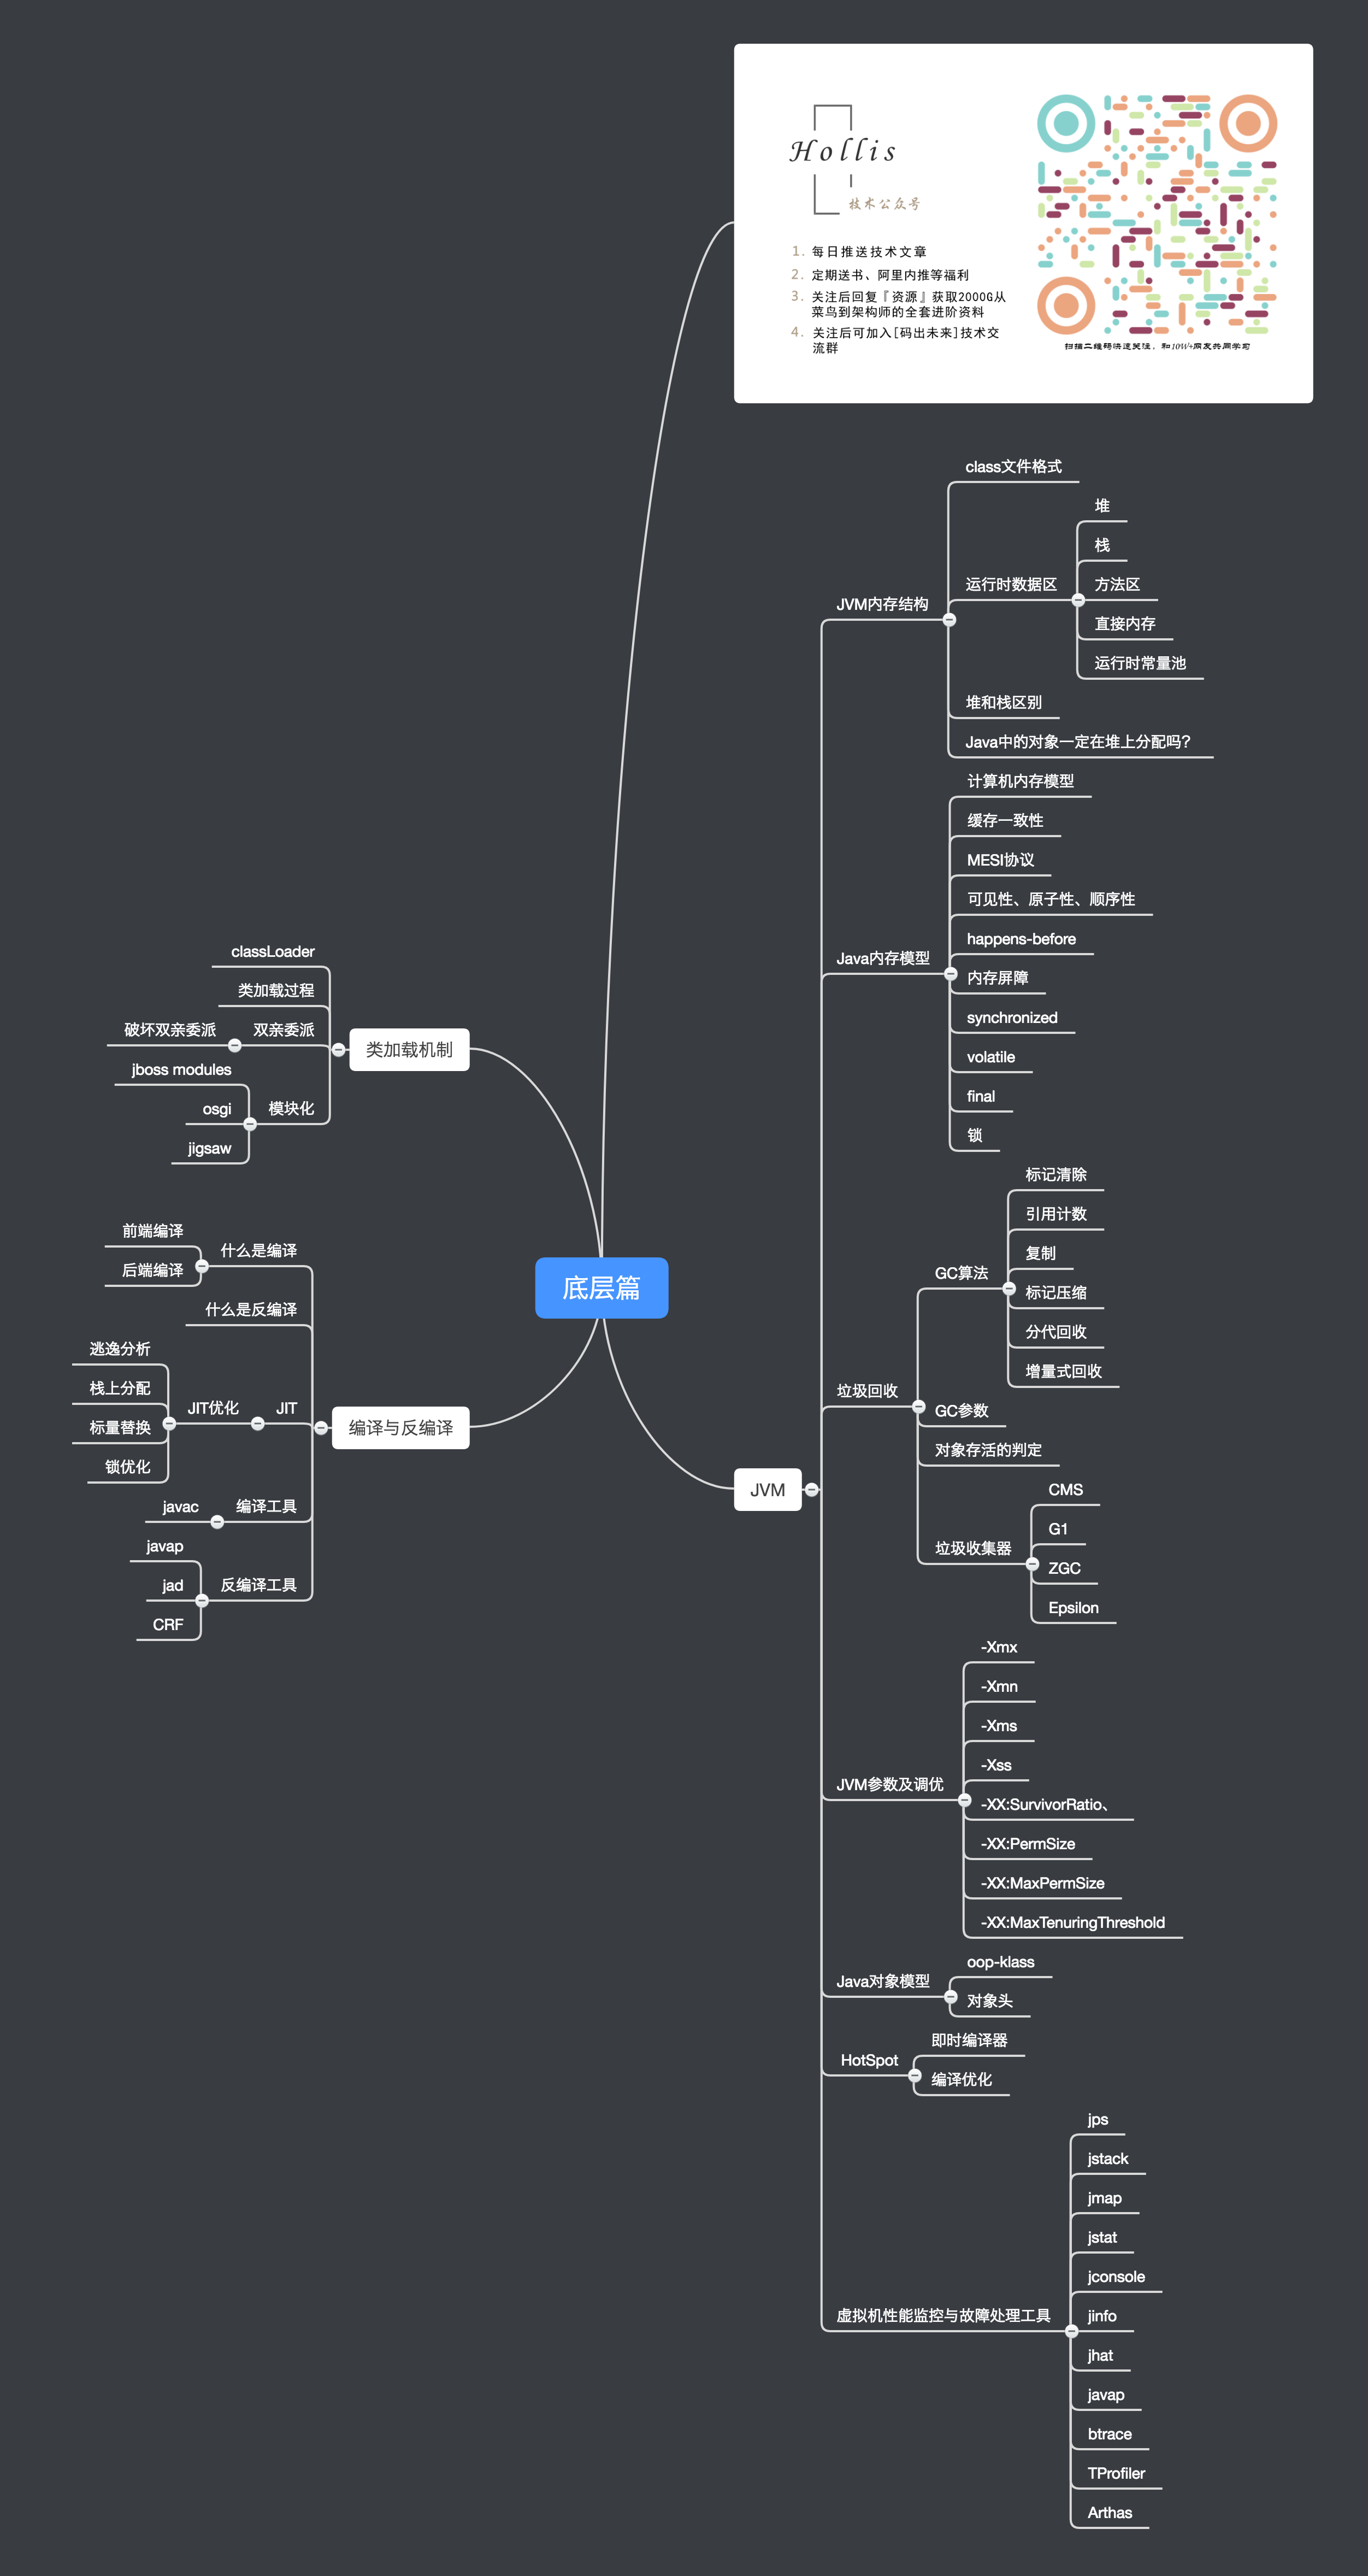 Hollis
技术公众号
1. 每日推送技术文章
2. 定期送书、阿里内推等福利
3. 关注后回复『资源』获取2000G从
菜鸟到架构师的全套进阶资料
4. 关注后可加入[码出未来]技术交
流群
扫描二维码快速关注，和10W+网友共同学习
底层篇
JVM
JVM内存结构
class文件格式
运行时数据区
堆
栈
方法区
直接内存
运行时常量池
堆和栈区别
Java中的对象一定在堆上分配吗?
Java内存模型
计算机内存模型
缓存一致性
MESI协议
可见性、原子性、顺序性
happens-before
内存屏障
synchronized
volatile
final
锁
垃圾回收
GC算法
标记清除
引用计数
复制
标记压缩
分代回收
增量式回收
GC参数
对象存活的判定
垃圾收集器
CMS
G1
ZGC
Epsilon
JVM参数及调优
-Xmx
-Xmn
-Xms
-Xss
-XX:SurvivorRatio、
-XX:PermSize
-XX:MaxPermSize
-XX:MaxTenuringThreshold
Java对象模型
oop-klass
对象头
HotSpot
即时编译器
编译优化
虚拟机性能监控与故障处理工具
jps
jstack
jmap
jstat
jconsole
jinfo
jhat
javap
btrace
TProfiler
Arthas
类加载机制
classLoader
类加载过程
双亲委派
破坏双亲委派
模块化
jboss modules
osgi
jigsaw
编译与反编译
什么是编译
前端编译
后端编译
什么是反编译
JIT
JIT优化
逃逸分析
栈上分配
标量替换
锁优化
编译工具
javac
反编译工具
javap
jad
CRF